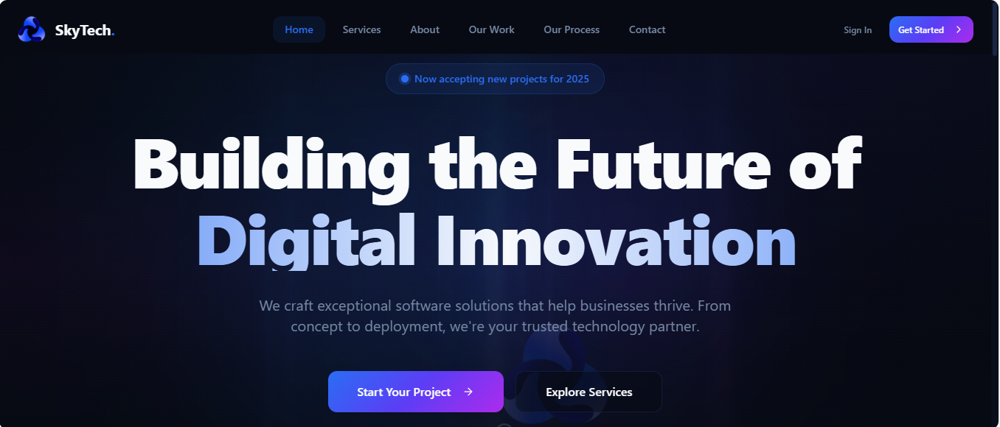 SkyTech.
Home Services About Our Work Our Process Contact
Sign In
Get Started
Now accepting new projects for 2025
Building the Future of
Digital Innovation
We craft exceptional software solutions that help businesses thrive. From
concept to deployment, we're your trusted technology partner.
Start Your Project
Explore Services